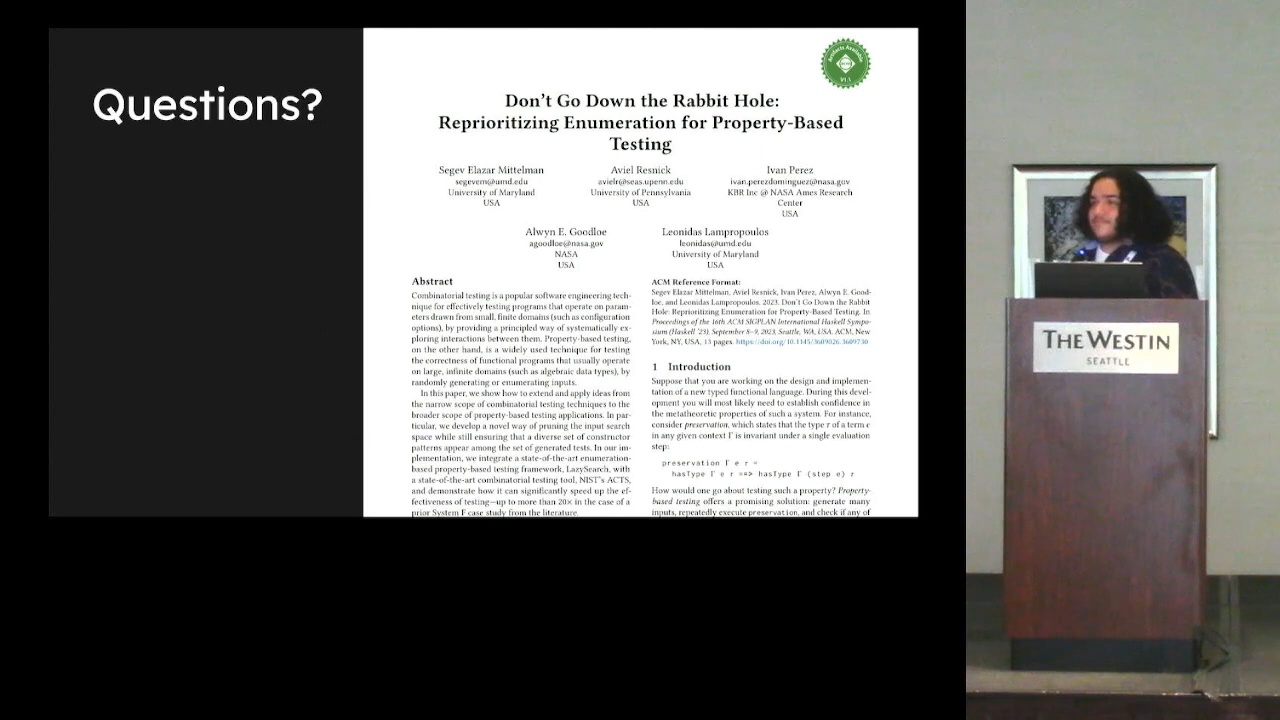 Questions?
Artifacts Available
ACM
V1.1
Don't Go Down the Rabbit Hole:
Reprioritizing Enumeration for Property-Based
Testing
Segev Elazar Mittelman
segevem@umd.edu
University of Maryland
USA
Aviel Resnick
avielr@seas.upenn.edu
University of Pennsylvania
USA
Ivan Perez
ivan.perezdominguez@nasa.gov
KBR Inc @ NASA Ames Research
Center
USA
Alwyn E. Goodloe
agoodloe@nasa.gov
NASA
USA
Leonidas Lampropoulos
leonidas@umd.edu
University of Maryland
USA
Abstract
Combinatorial testing is a popular software engineering tech-
nique for effectively testing programs that operate on param-
eters drawn from small, finite domains (such as configuration
options), by providing a principled way of systematically ex-
ploring interactions between them. Property-based testing,
on the other hand, is a widely used technique for testing
the correctness of functional programs that usually operate
on large, infinite domains (such as algebraic data types), by
randomly generating or enumerating inputs.
In this paper, we show how to extend and apply ideas from
the narrow scope of combinatorial testing techniques to the
broader scope of property-based testing applications. In par-
ticular, we develop a novel way of pruning the input search
space while still ensuring that a diverse set of constructor
patterns appear among the set of generated tests. In our im-
plementation, we integrate a state-of-the-art enumeration-
based property-based testing framework, LazySearch, with
a state-of-the-art combinatorial testing tool, NIST's ACTS,
and demonstrate how it can significantly speed up the ef-
fectiveness of testing—up to more than 20× in the case of a
prior System F case study from the literature.
ACM Reference Format:
Segev Elazar Mittelman, Aviel Resnick, Ivan Perez, Alwyn E. Good-
loe, and Leonidas Lampropoulos. 2023. Don't Go Down the Rabbit
Hole: Reprioritizing Enumeration for Property-Based Testing. In
Proceedings of the 16th ACM SIGPLAN International Haskell Sympo-
sium (Haskell '23), September 8–9, 2023, Seattle, WA, USA. ACM, New
York, NY, USA, 13 pages. https://doi.org/10.1145/3609026.3609730
1 Introduction
Suppose that you are working on the design and implemen-
tation of a new typed functional language. During this devel-
opment you will most likely need to establish confidence in
the metatheoretic properties of such a system. For instance,
consider preservation, which states that the type τ of a term e
in any given context Γ is invariant under a single evaluation
step:
preservation Γ e τ =
hasType Γ e τ ==> hasType Γ (step e) τ
How would one go about testing such a property? Property-
based testing offers a promising solution: generate many
inputs, repeatedly execute preservation, and check if any of
THE WESTIN
SEATTLE